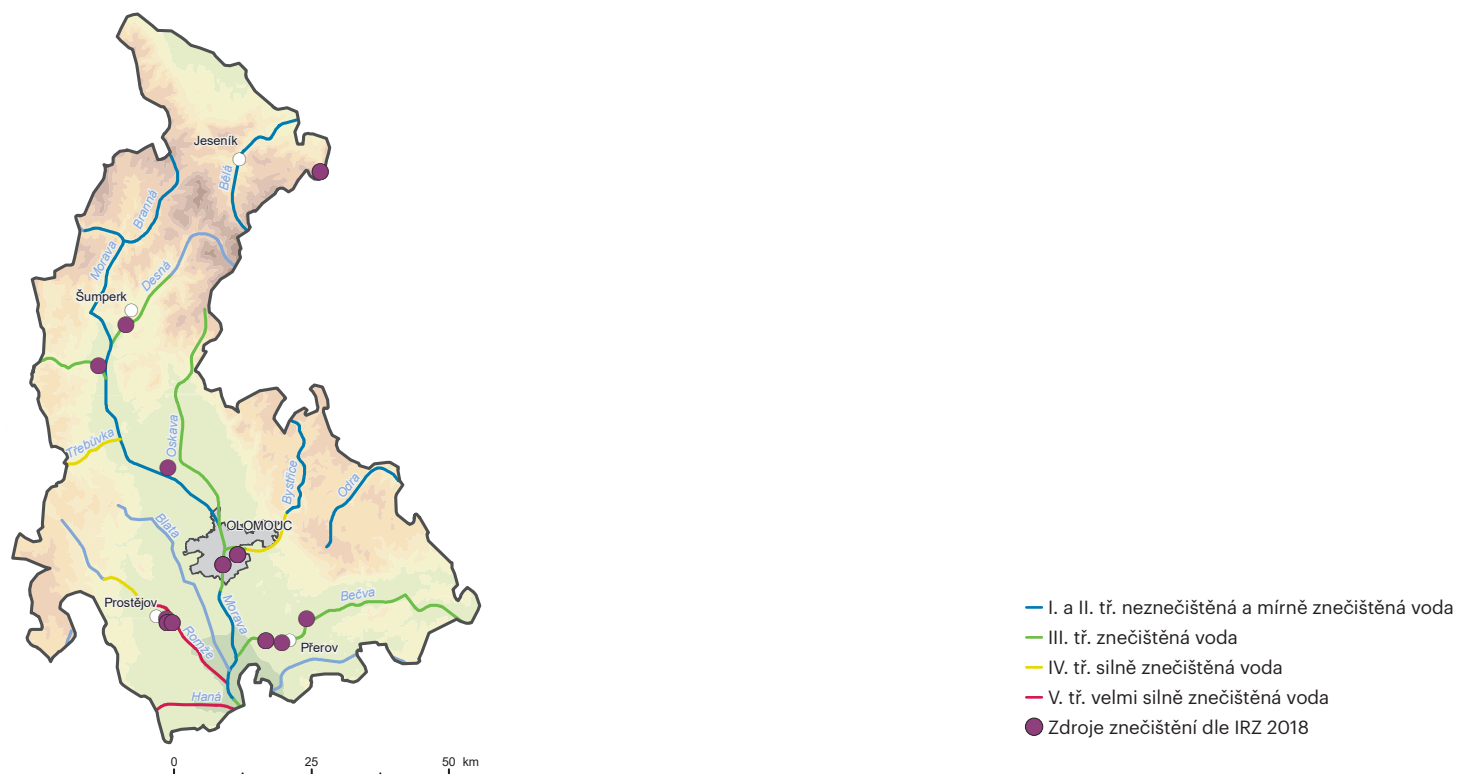 Jeseník
Bělá
Branná
Morava
Desná
Šumperk
Třebůvka
Oskava
Bystřice
Odra
OLOMOUC
Blata
Prostějov
Romže
Morava
Bečva
Přerov
Haná
0 25 50 km
I. a II. tř. neznečištěná a mírně znečištěná voda
III. tř. znečištěná voda
IV. tř. silně znečištěná voda
V. tř. velmi silně znečištěná voda
Zdroje znečištění dle IRZ 2018